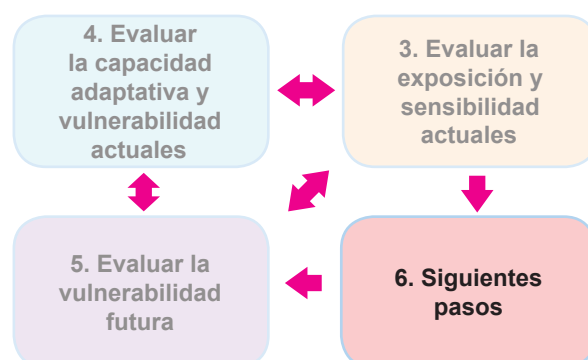 4. Evaluar
la capacidad
adaptativa y
vulnerabilidad
actuales
3. Evaluar la
exposición y
sensibilidad
actuales
5. Evaluar la
vulnerabilidad
futura
6. Siguientes
pasos